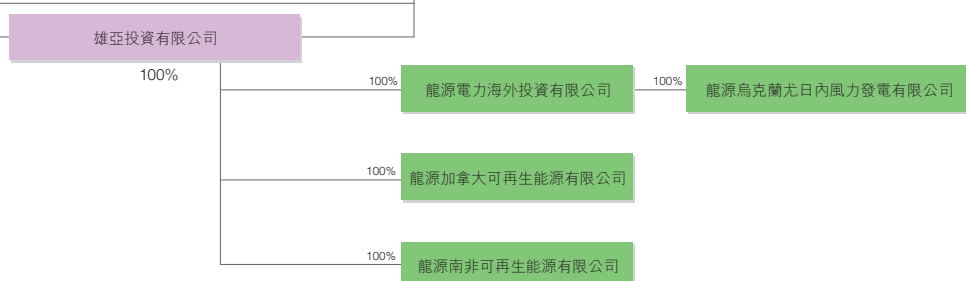 雄亞投資有限公司
100%
100%
龍源電力海外投資有限公司
100%
龍源烏克蘭尤日內風力發電有限公司
100%
龍源加拿大可再生能源有限公司
100%
龍源南非可再生能源有限公司